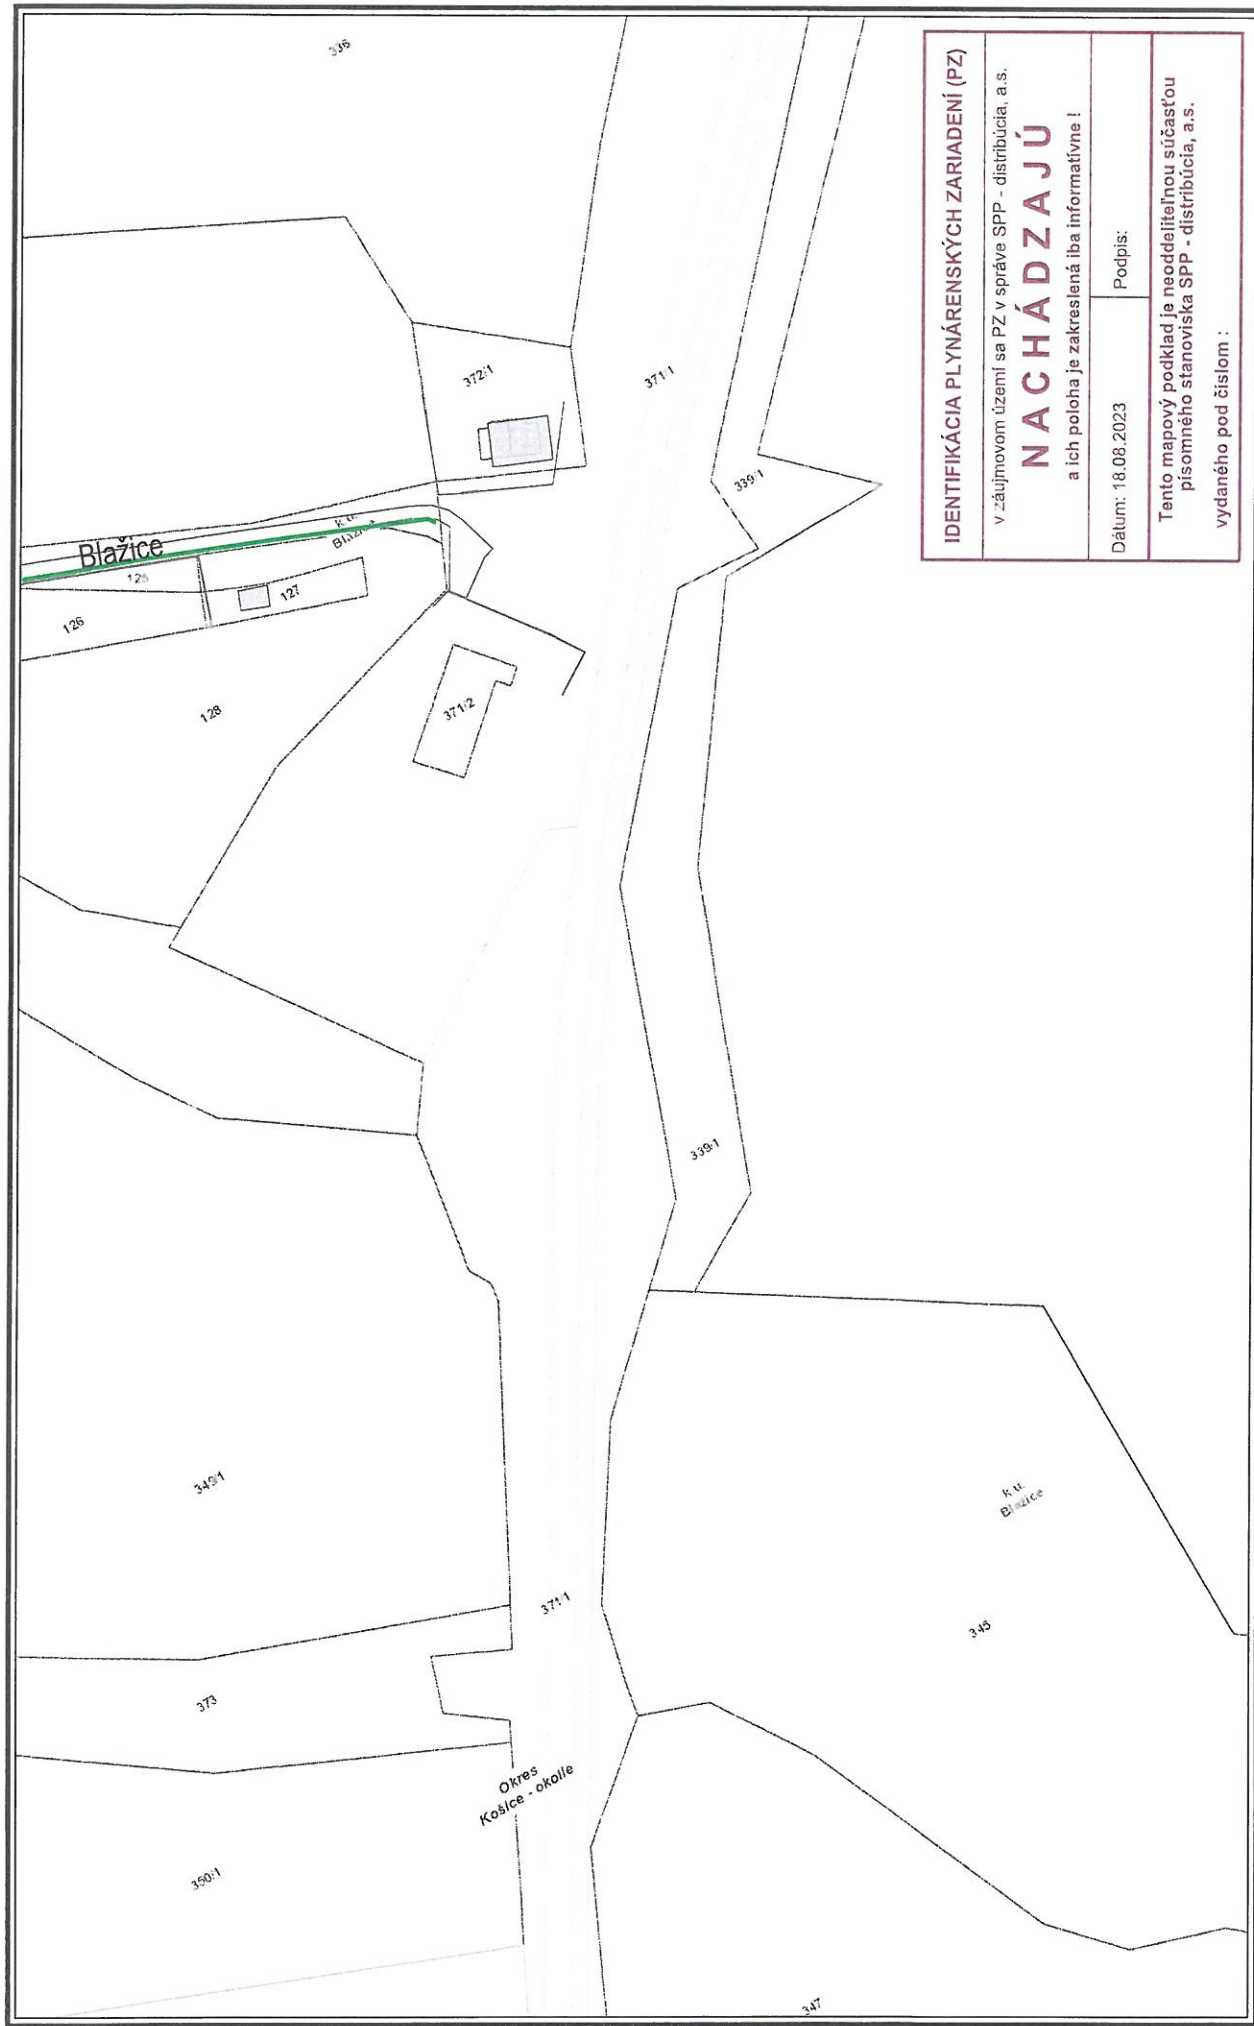 IDENTIFIKÁCIA PLYNÁRENSKÝCH ZARIADENÍ (PZ)
v záujmovom území sa PZ v správe SPP - distribúcia, a.s.
NACHÁDZAJÚ
a ich poloha je zakreslená iba informatívne !
Dátum: 18.08.2023
Podpis:
Tento mapový podklad je neoddeliteľnou súčasťou
písomného stanoviska SPP - distribúcia, a.s.
vydaného pod číslom :
336
372/1
371/1
339/1
Blažice
k.ú.
Blažice
125
126
127
128
371/2
339/1
349/1
371/1
k.ú.
Blažice
345
373
Okres
Košice - okolie
350/1
347